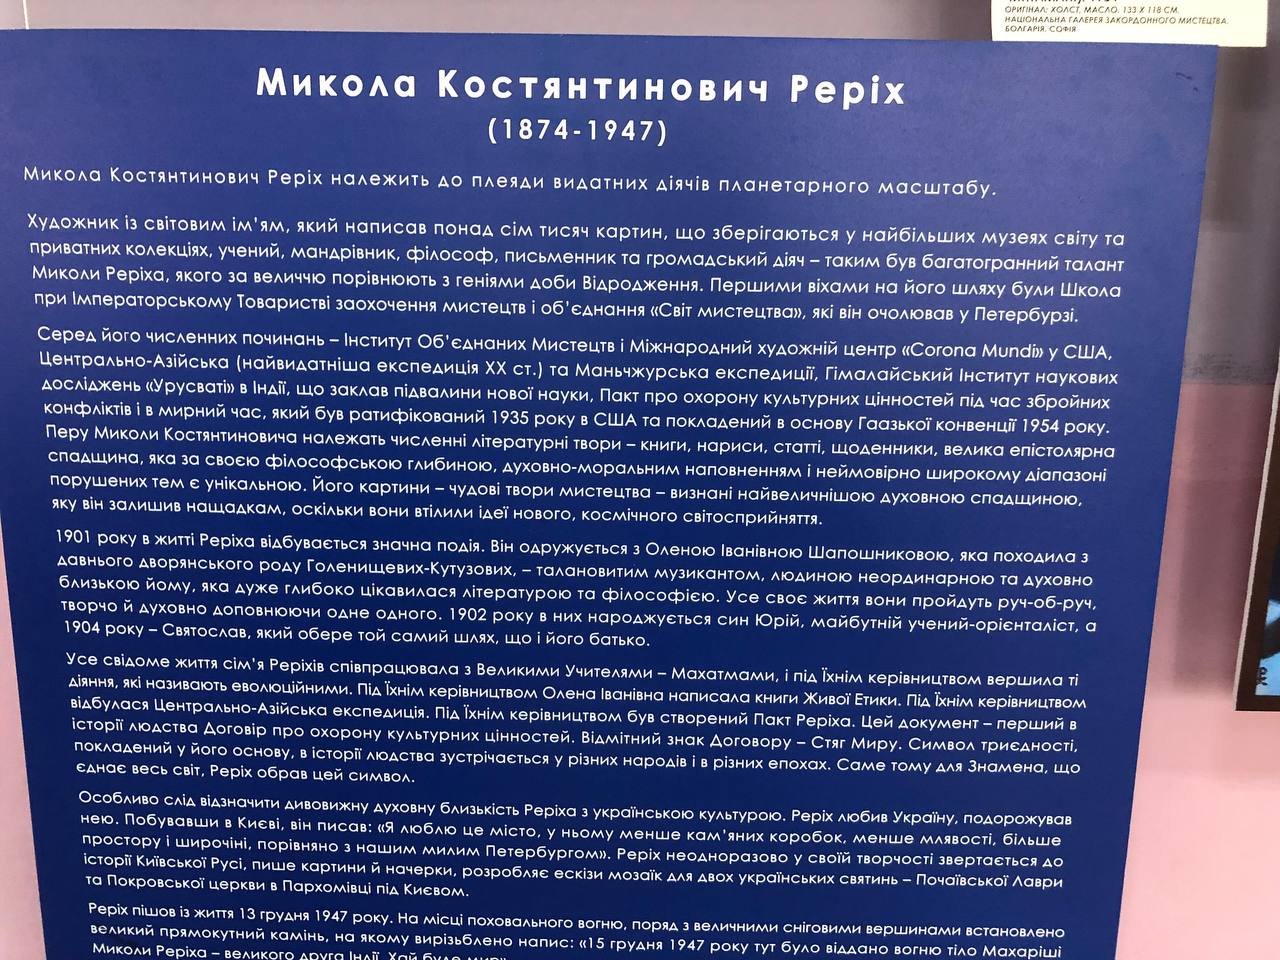 ОРИГІНАЛ: ХОЛСТ, МАСЛО. 133 X 118 СМ.
НАЦІОНАЛЬНА ГАЛЕРЕЯ ЗАКОРДОННОГО МИСТЕЦТВА.
БОЛГАРІЯ. СОФІЯ
Микола Костянтинович Реріх
(1874-1947)
Микола Костянтинович Реріх належить до плеяди видатних діячів планетарного масштабу.
Художник із світовим ім’ям, який написав понад сім тисяч картин, що зберігаються у найбільших музеях світу та
приватних колекціях, учений, мандрівник, філософ, письменник та громадський діяч – таким був багатогранний талант
Миколи Реріха, якого за величчю порівнюють з геніями доби Відродження. Першими віхами на його шляху були Школа
при Імператорському Товаристві заохочення мистецтв і об’єднання «Світ мистецтва», які він очолював у Петербурзі.
Серед його численних починань – Інститут Об’єднаних Мистецтв і Міжнародний художній центр «Corona Mundi» у США,
Центрально-Азійська (найвидатніша експедиція XX ст.) та Маньчжурська експедиції, Гімалайський Інститут наукових
досліджень «Урусваті» в Індії, що заклав підвалини нової науки, Пакт про охорону культурних цінностей під час збройних
конфліктів і в мирний час, який був ратифікований 1935 року в США та покладений в основу Гаазької конвенції 1954 року.
Перу Миколи Костянтиновича належать численні літературні твори – книги, нариси, статті, щоденники, велика епістолярна
спадщина, яка за своєю філософською глибиною, духовно-моральним наповненням і неймовірно широкому діапазоні
порушених тем є унікальною. Його картини – чудові твори мистецтва – визнані найвеличнішою духовною спадщиною,
яку він залишив нащадкам, оскільки вони втілили ідеї нового, космічного світосприйняття.
1901 року в житті Реріха відбувається значна подія. Він одружується з Оленою Іванівною Шапошниковою, яка походила з
давнього дворянського роду Голенищевих-Кутузових, – талановитим музикантом, людиною неординарною та духовно
близькою йому, яка дуже глибоко цікавилася літературою та філософією. Усе своє життя вони пройдуть руч-об-руч,
творчо й духовно доповнюючи одне одного. 1902 року в них народжується син Юрій, майбутній учений-орієнталіст, а
1904 року – Святослав, який обере той самий шлях, що і його батько.
Усе свідоме життя сім’я Реріхів співпрацювала з Великими Учителями – Махатмами, і під Їхнім керівництвом вершила ті
діяння, які називають еволюційними. Під Їхнім керівництвом Олена Іванівна написала книги Живої Етики. Під Їхнім керівництвом
відбулася Центрально-Азійська експедиція. Під Їхнім керівництвом був створений Пакт Реріха. Цей документ – перший в
історії людства Договір про охорону культурних цінностей. Відмітний знак Договору – Стяг Миру. Символ триєдності,
покладений у його основу, в історії людства зустрічається у різних народів і в різних епохах. Саме тому для Знамена, що
єднає весь світ, Реріх обрав цей символ.
Особливо слід відзначити дивовижну духовну близькість Реріха з українською культурою. Реріх любив Україну, подорожував
нею. Побувавши в Києві, він писав: «Я люблю це місто, у ньому менше кам’яних коробок, менше млявості, більше
простору і широчіні, порівняно з нашим милим Петербургом». Реріх неодноразово у своїй творчості звертається до
історії Київської Русі, пише картини й начерки, розробляє ескізи мозаїк для двох українських святинь – Почаївської Лаври
та Покровської церкви в Пархомівці під Києвом.
Реріх пішов із життя 13 грудня 1947 року. На місці поховального вогню, поряд з величними сніговими вершинами встановлено
великий прямокутний камінь, на якому вирізьблено напис: «15 грудня 1947 року тут було віддано вогню тіло Махаріші
Миколи Реріха – великого друга Індії. Хай буде мир»